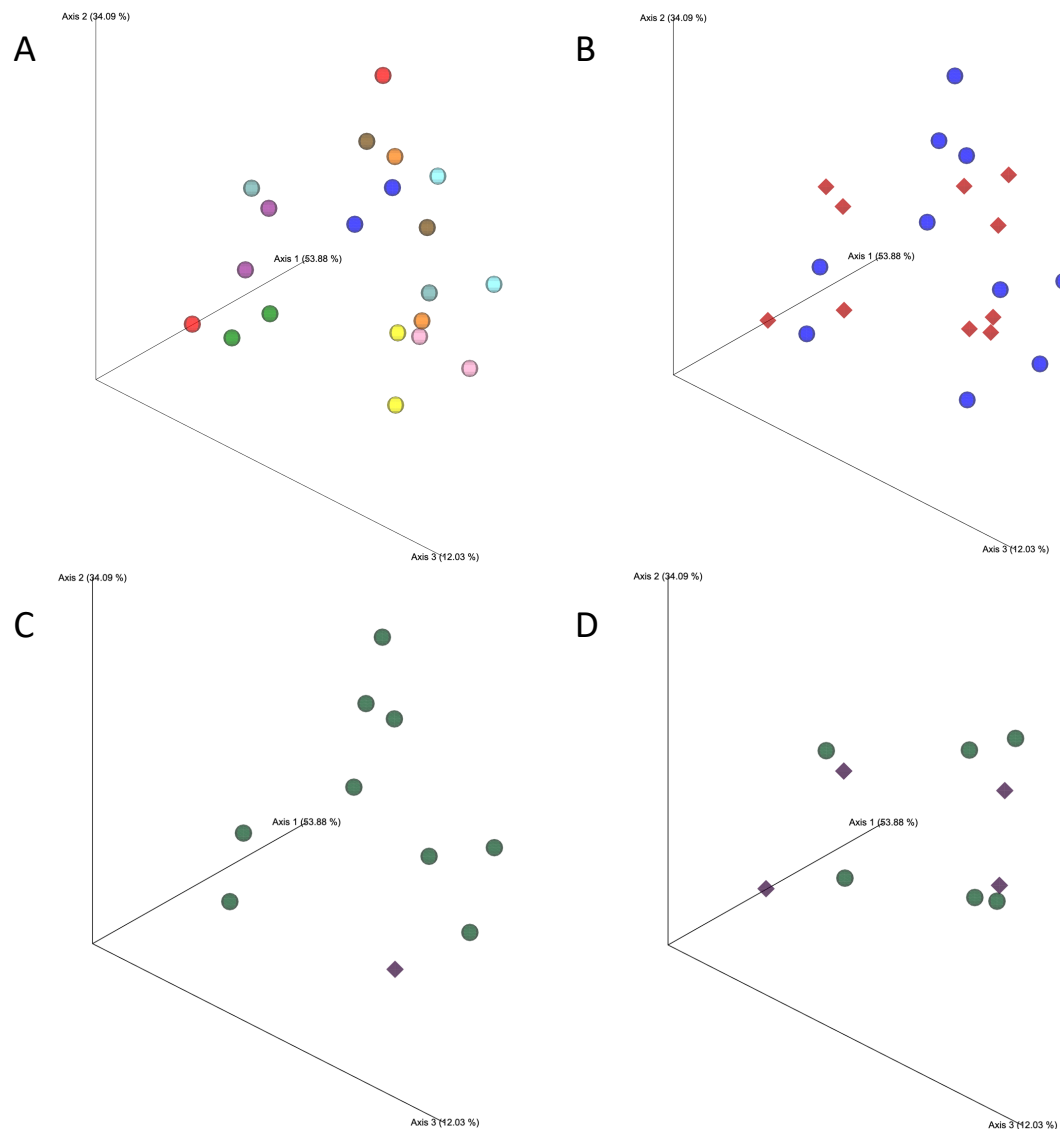 A
Axis 2 (34.09 %)
Axis 1 (53.88 %)
Axis 3 (12.03 %)
B
Axis 2 (34.09 %)
Axis 1 (53.88 %)
Axis 3 (12.03 %)
C
Axis 2 (34.09 %)
Axis 1 (53.88 %)
Axis 3 (12.03 %)
D
Axis 2 (34.09 %)
Axis 1 (53.88 %)
Axis 3 (12.03 %)